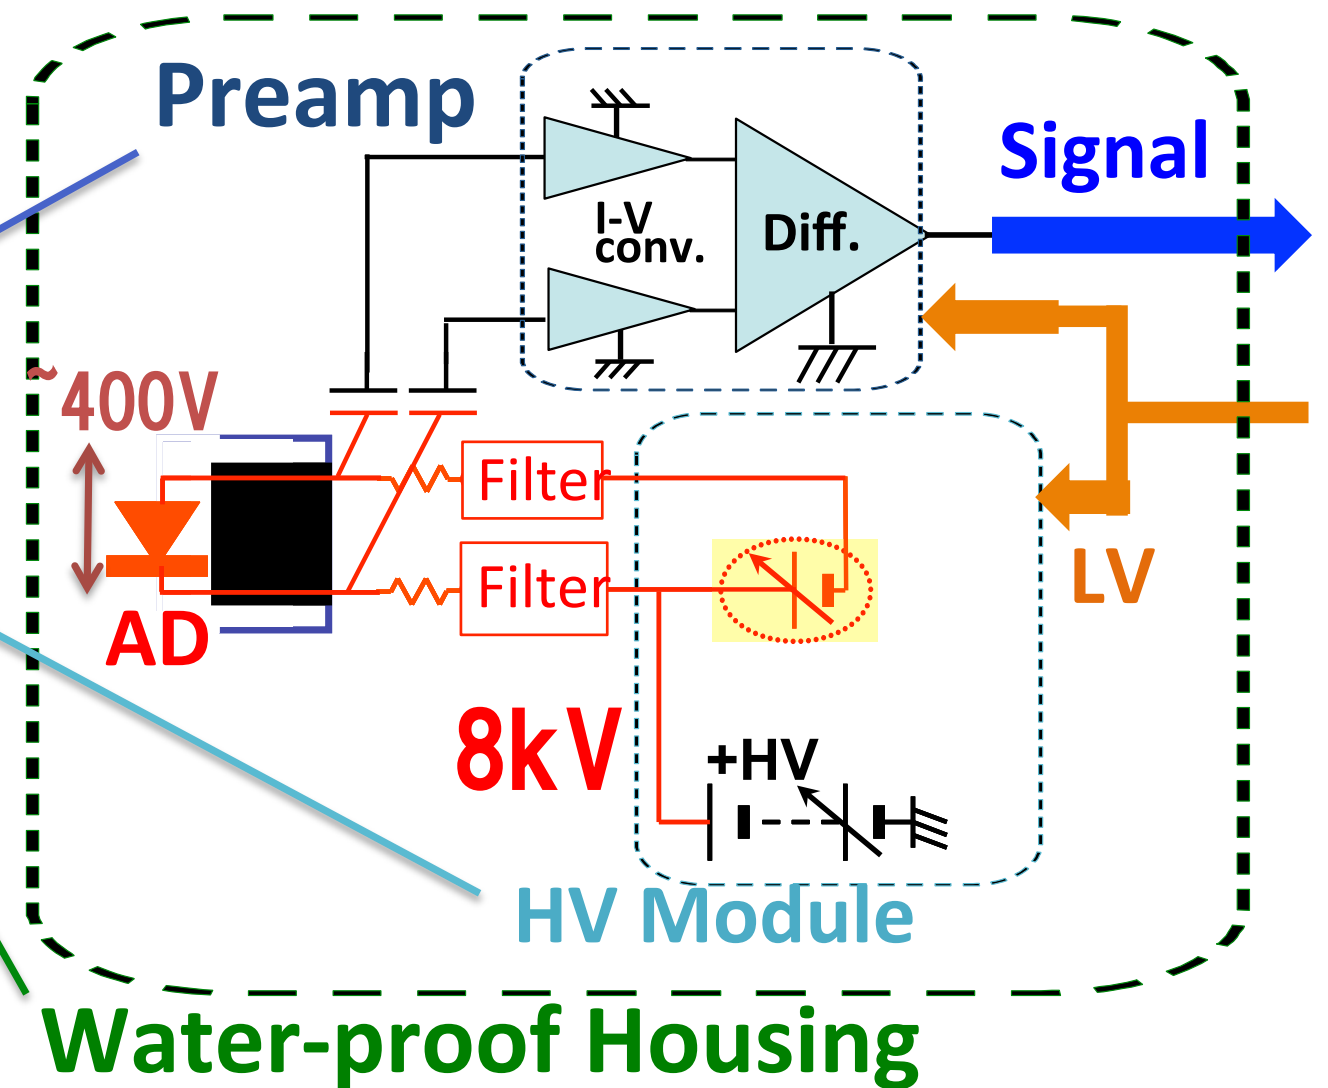 Preamp
Signal
I-V
conv.
Diff.
~400V
Filter
Filter
LV
AD
8kV
+HV
HV Module
Water-proof Housing